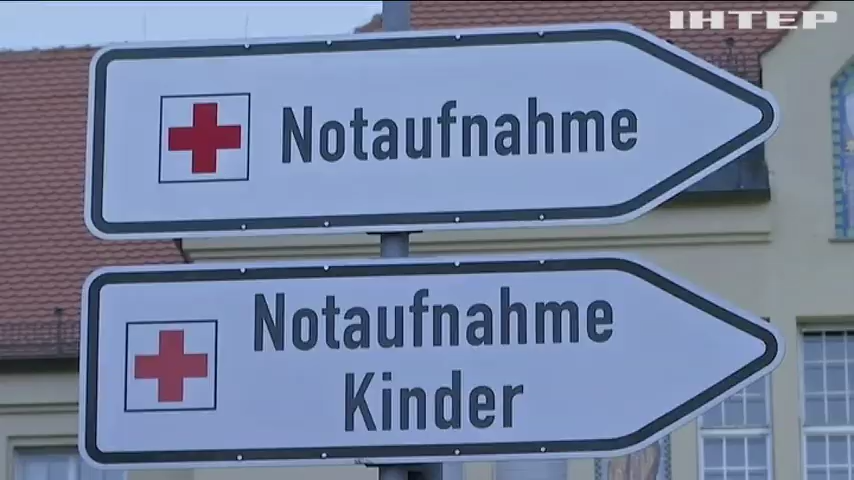 ІНТЕР
Notaufnahme
Notaufnahme
Kinder